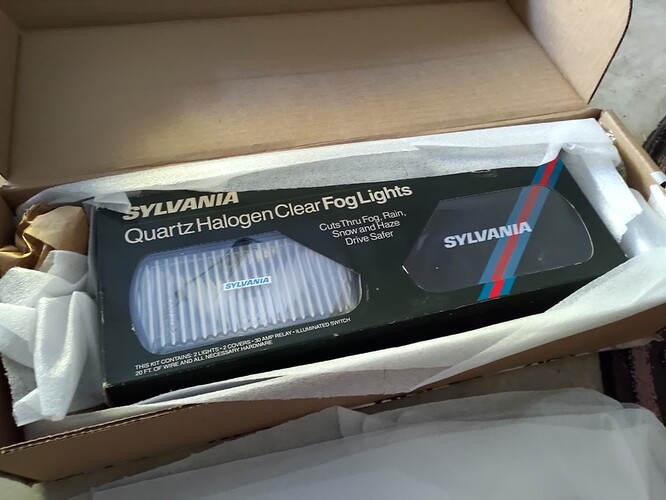 SYLVANIA
Quartz Halogen Clear Fog Lights
Cuts Thru Fog, Rain,
Snow and Haze
Drive Safer
SYLVANIA
SYLVANIA
THIS KIT CONTAINS: 2 LIGHTS • 2 COVERS • 30 AMP RELAY • ILLUMINATED SWITCH
20 FT. OF WIRE AND ALL NECESSARY HARDWARE